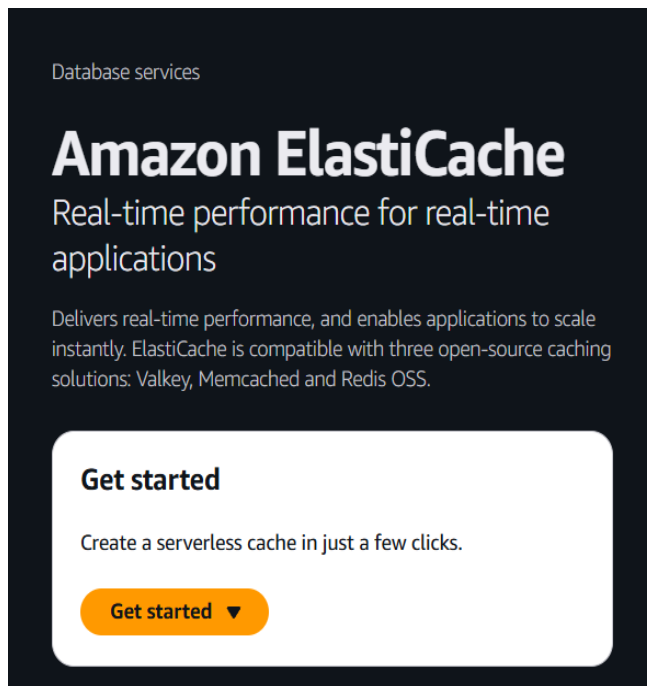 Database services
Amazon ElastiCache
Real-time performance for real-time
applications
Delivers real-time performance, and enables applications to scale
instantly. ElastiCache is compatible with three open-source caching
solutions: Valkey, Memcached and Redis OSS.
Get started
Create a serverless cache in just a few clicks.
Get started